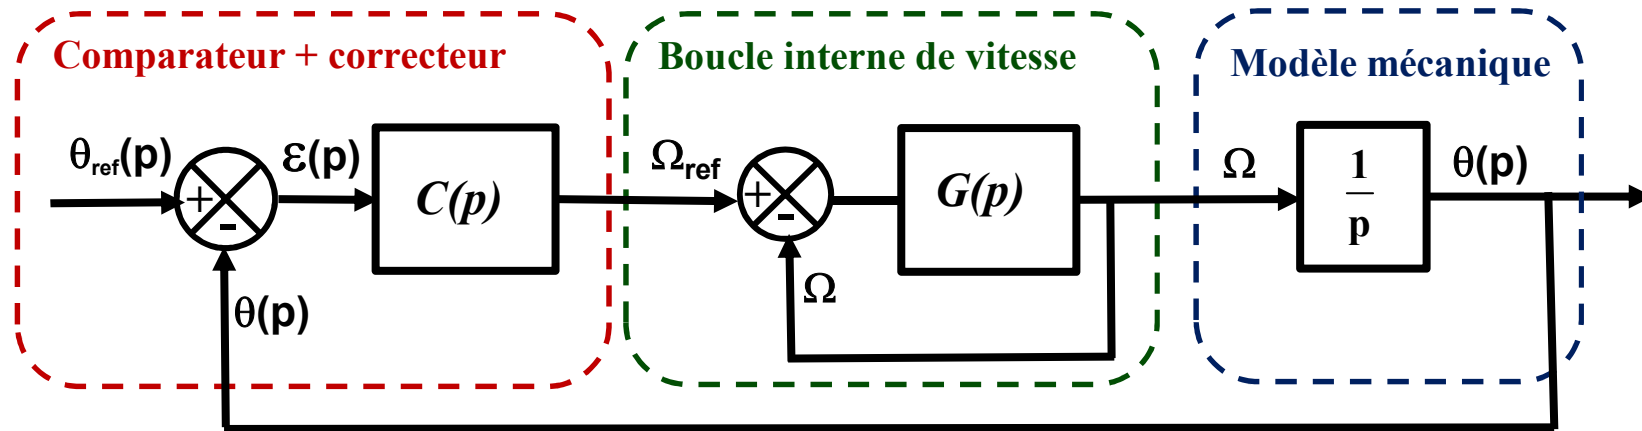 Comparateur + correcteur
Boucle interne de vitesse
Modèle mécanique
θref(p)
+
-
ε(p)
C(p)
Ωref
+
-
G(p)
Ω
1
p
θ(p)
θ(p)
Ω